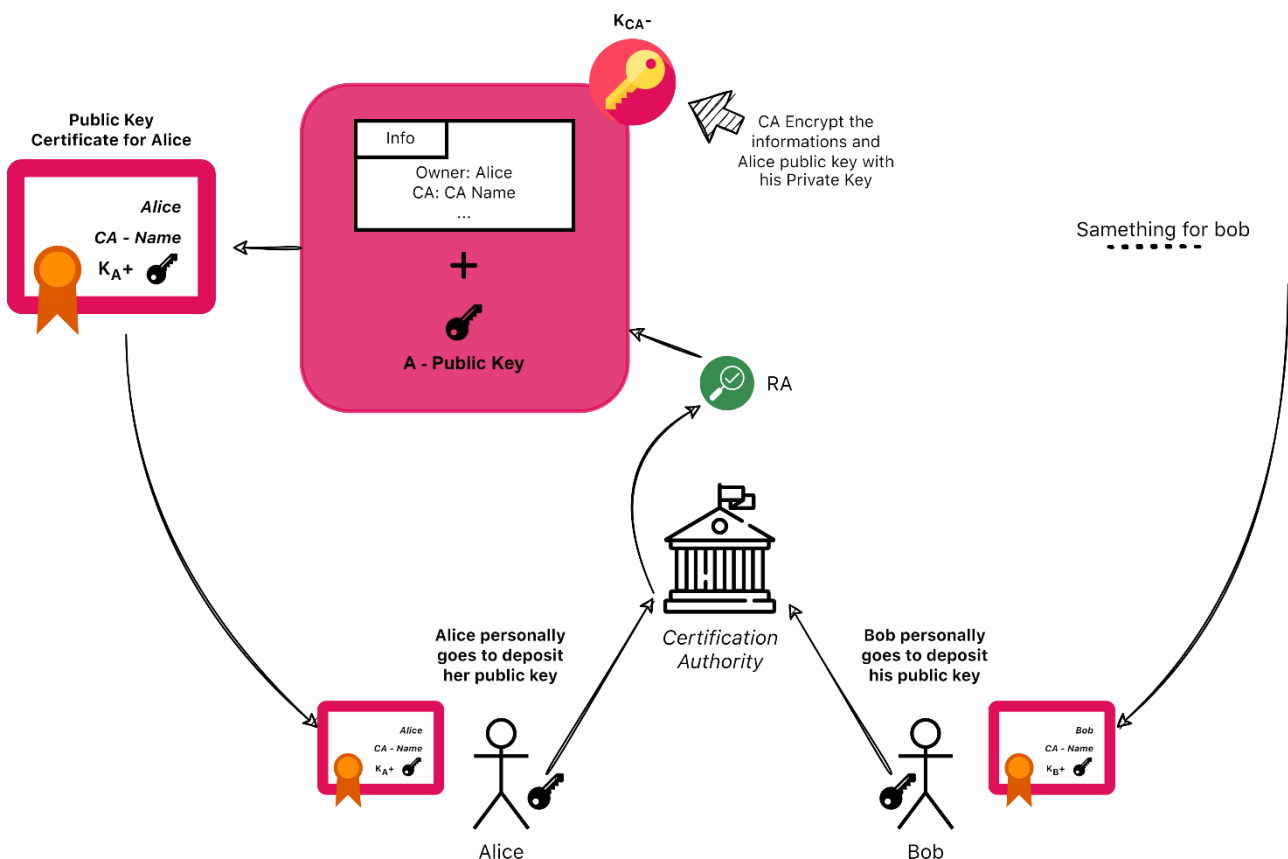 K CA-
CA Encrypt the
informations and
Alice public key with
his Private Key
Public Key
Certificate for Alice
Alice
CA - Name
KA+
Info
Owner: Alice
CA: CA Name
...
+
A - Public Key
Samething for bob
RA
Certification
Authority
Alice personally
goes to deposit
her public key
Bob personally
goes to deposit
his public key
Alice
CA - Name
KA+
Alice
Bob
CA - Name
KB+
Bob